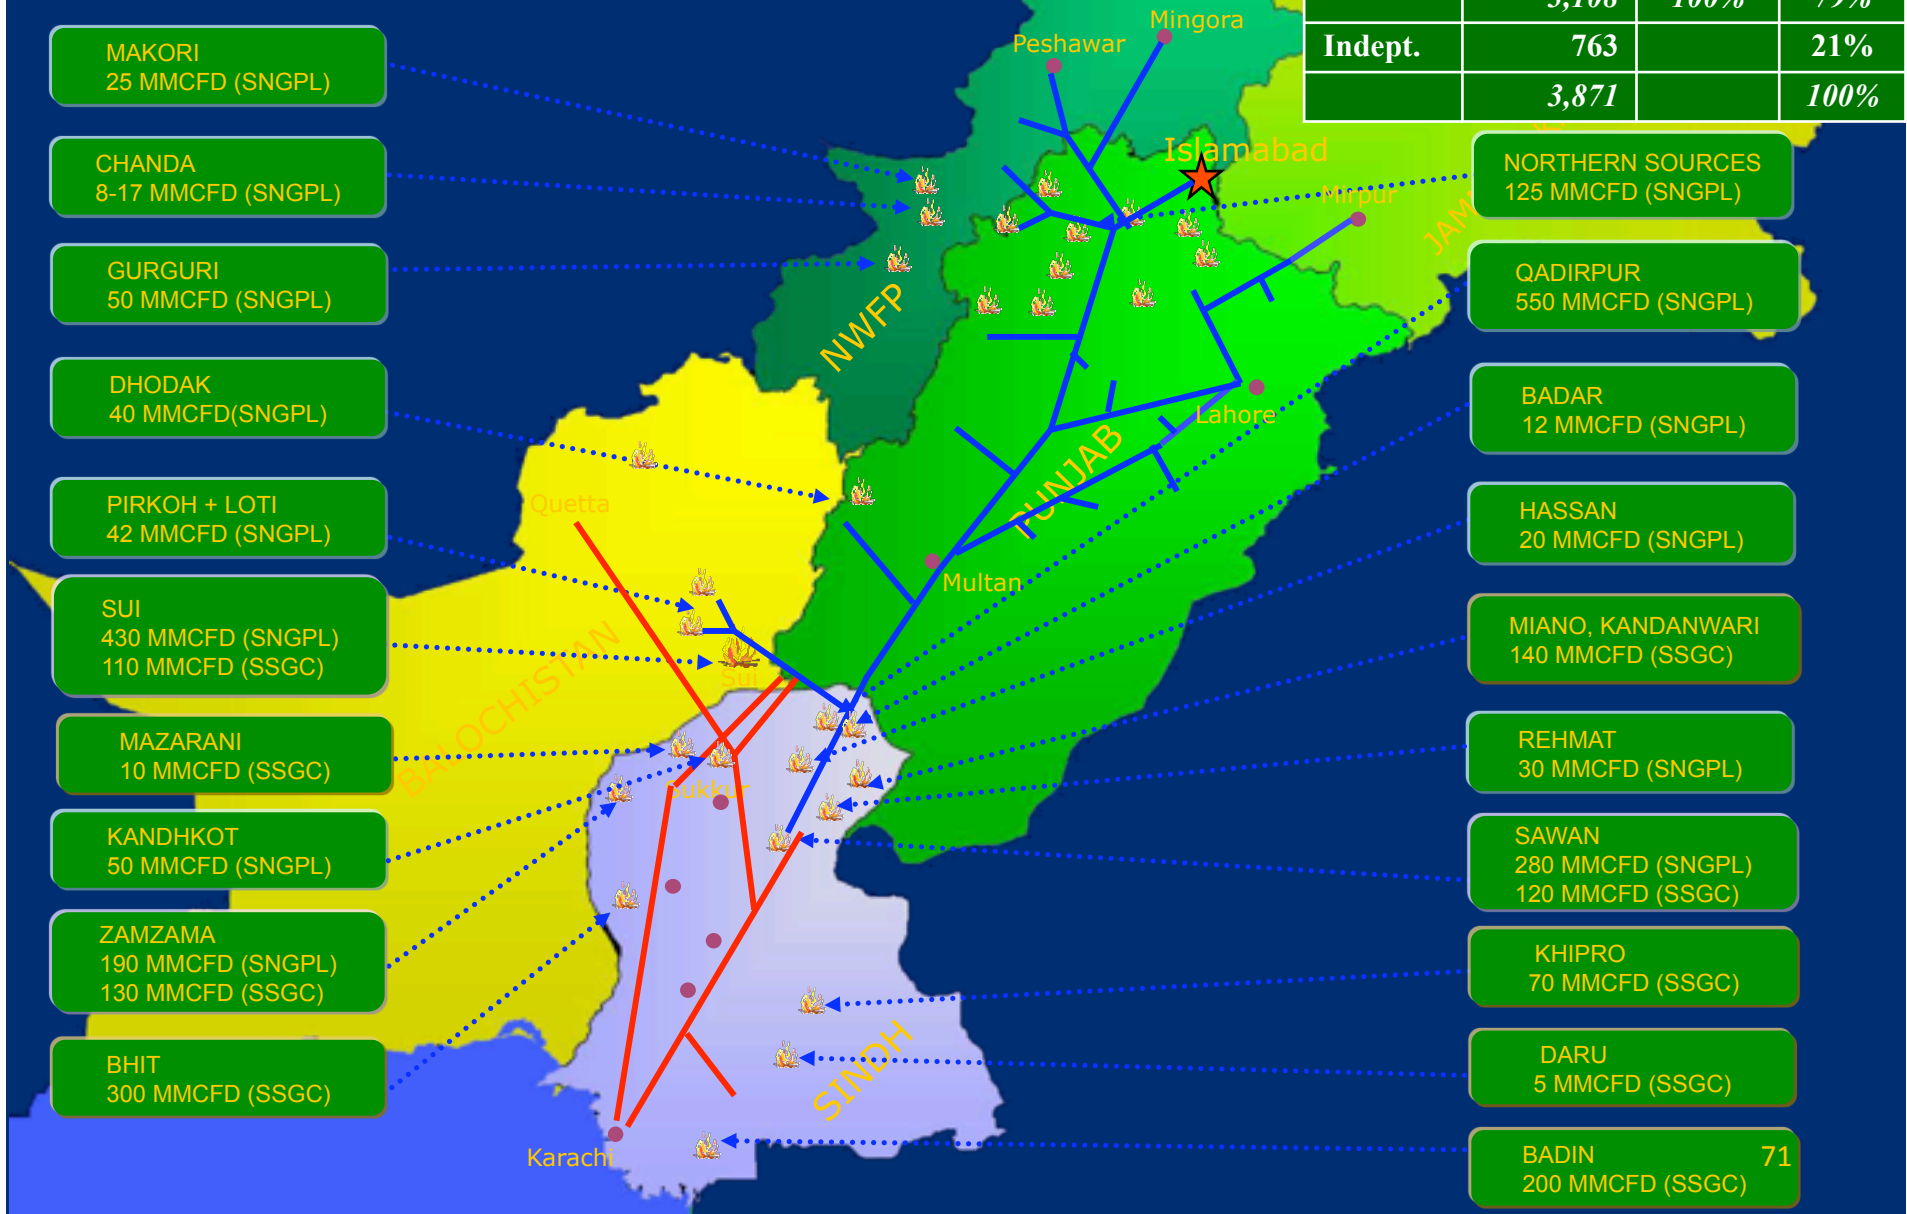 3,108 100% 79%
Indept. 763 21%
3,871 100%
MAKORI
25 MMCFD (SNGPL)
CHANDA
8-17 MMCFD (SNGPL)
GURGURI
50 MMCFD (SNGPL)
DHODAK
40 MMCFD(SNGPL)
PIRKOH + LOTI
42 MMCFD (SNGPL)
SUI
430 MMCFD (SNGPL)
110 MMCFD (SSGC)
MAZARANI
10 MMCFD (SSGC)
KANDHKOT
50 MMCFD (SNGPL)
ZAMZAMA
190 MMCFD (SNGPL)
130 MMCFD (SSGC)
BHIT
300 MMCFD (SSGC)
Mingora
Peshawar
Islamabad
Mirpur
NWFP
Lahore
PUNJAB
Quetta
Multan
BALOCHISTAN
Sui
Sukkur
SINDH
Karachi
NORTHERN SOURCES
125 MMCFD (SNGPL)
QADIRPUR
550 MMCFD (SNGPL)
BADAR
12 MMCFD (SNGPL)
HASSAN
20 MMCFD (SNGPL)
MIANO, KANDANWARI
140 MMCFD (SSGC)
REHMAT
30 MMCFD (SNGPL)
SAWAN
280 MMCFD (SNGPL)
120 MMCFD (SSGC)
KHIPRO
70 MMCFD (SSGC)
DARU
5 MMCFD (SSGC)
BADIN
200 MMCFD (SSGC)
71